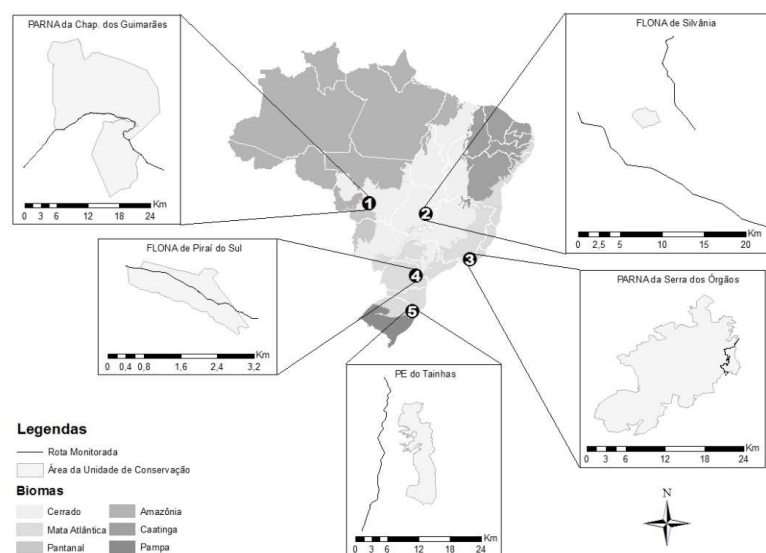 PARNA da Chap. dos Guimarães
Km
0 3 6 12 18 24
FLONA de Silvânia
Km
0 2,5 5 10 15 20
1
2
3
4
5
FLONA de Piraí do Sul
Km
0 0,4 0,8 1,6 2,4 3,2
PARNA da Serra dos Órgãos
Km
0 3 6 12 18 24
PE do Tainhas
Km
0 3 6 12 18 24
Legendas
Rota Monitorada
Área da Unidade de Conservação
Biomas
Cerrado
Amazônia
Mata Atlântica
Caatinga
Pantanal
Pampa
N